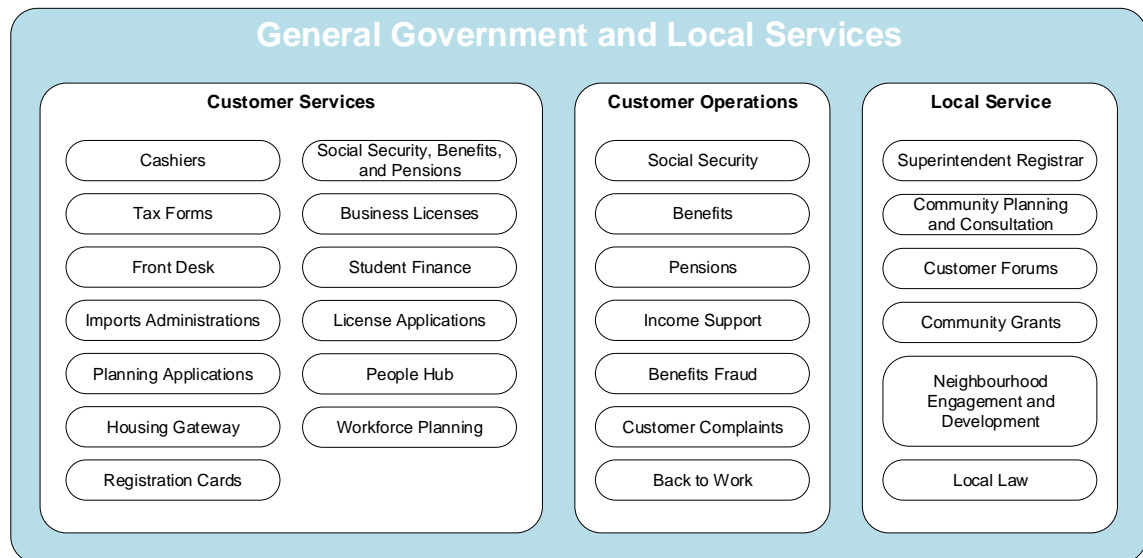 General Government and Local Services
Customer Services
Cashiers
Tax Forms
Front Desk
Imports Administrations
Planning Applications
Housing Gateway
Registration Cards
Social Security, Benefits,
and Pensions
Business Licenses
Student Finance
License Applications
People Hub
Workforce Planning
Customer Operations
Social Security
Benefits
Pensions
Income Support
Benefits Fraud
Customer Complaints
Back to Work
Local Service
Superintendent Registrar
Community Planning
and Consultation
Customer Forums
Community Grants
Neighbourhood
Engagement and
Development
Local Law